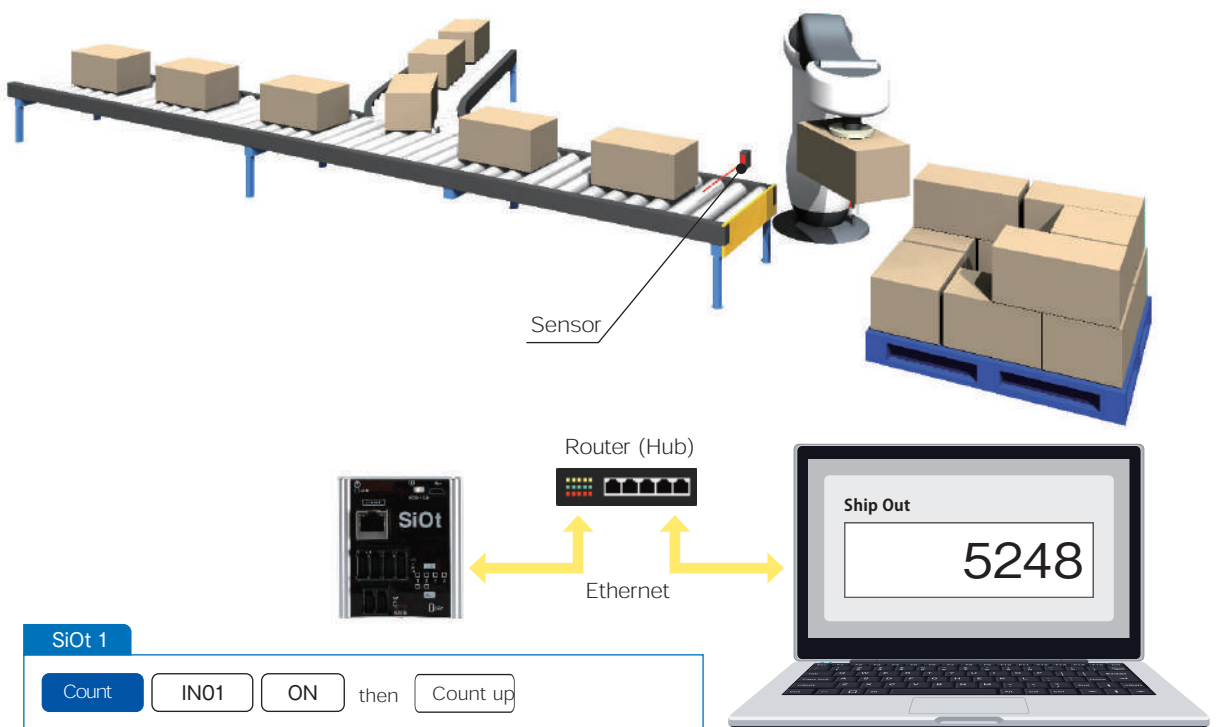 Sensor
Router (Hub)
SiOt
Ethernet
Ship Out
5248
SiOt 1
Count IN01 ON then Count up